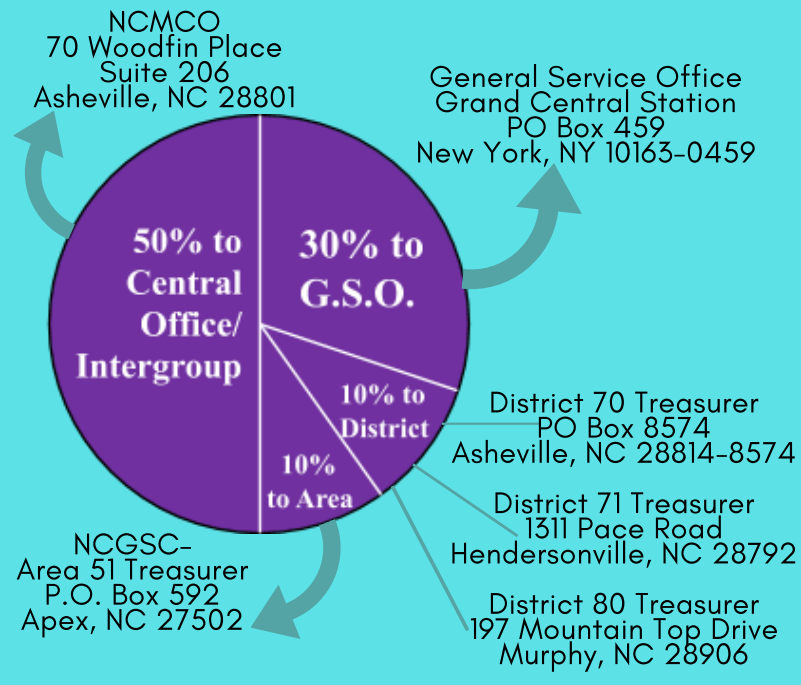 NCMCO
70 Woodfin Place
Suite 206
Asheville, NC 28801
General Service Office
Grand Central Station
PO Box 459
New York, NY 10163-0459
50% to
Central
Office/
Intergroup
30% to
G.S.O.
10% to
District
10%
to Area
District 70 Treasurer
PO Box 8574
Asheville, NC 28814-8574
District 71 Treasurer
1311 Pace Road
Hendersonville, NC 28792
District 80 Treasurer
197 Mountain Top Drive
Murphy, NC 28906
NCGSC-
Area 51 Treasurer
P.O. Box 592
Apex, NC 27502